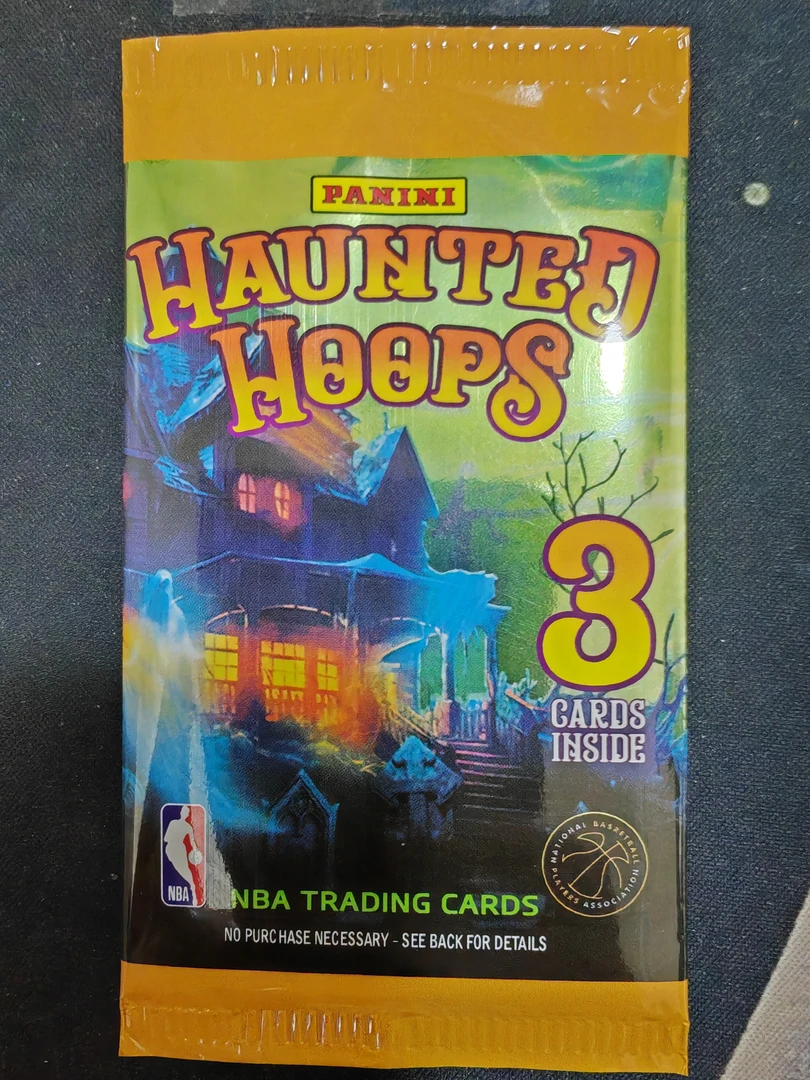 PANINI
HAUNTED
HOOPS
3
CARDS
INSIDE
NBA
NATIONAL BASKETBALL
PLAYERS ASSOCIATION
NBA TRADING CARDS
NO PURCHASE NECESSARY - SEE BACK FOR DETAILS